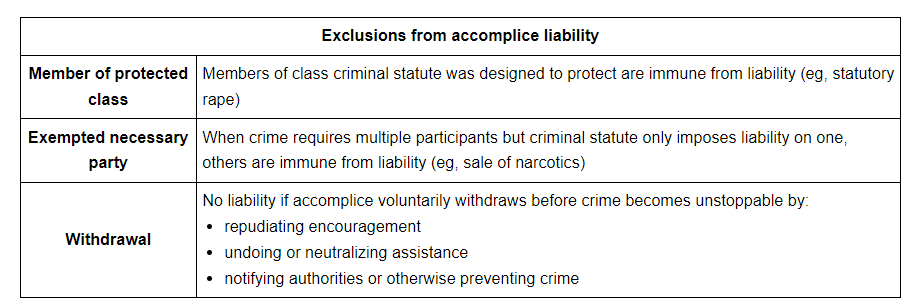 Exclusions from accomplice liability
Member of protected
class
Members of class criminal statute was designed to protect are immune from liability (eg, statutory
rape)
Exempted necessary
party
When crime requires multiple participants but criminal statute only imposes liability on one,
others are immune from liability (eg, sale of narcotics)
Withdrawal
No liability if accomplice voluntarily withdraws before crime becomes unstoppable by:
• repudiating encouragement
• undoing or neutralizing assistance
• notifying authorities or otherwise preventing crime